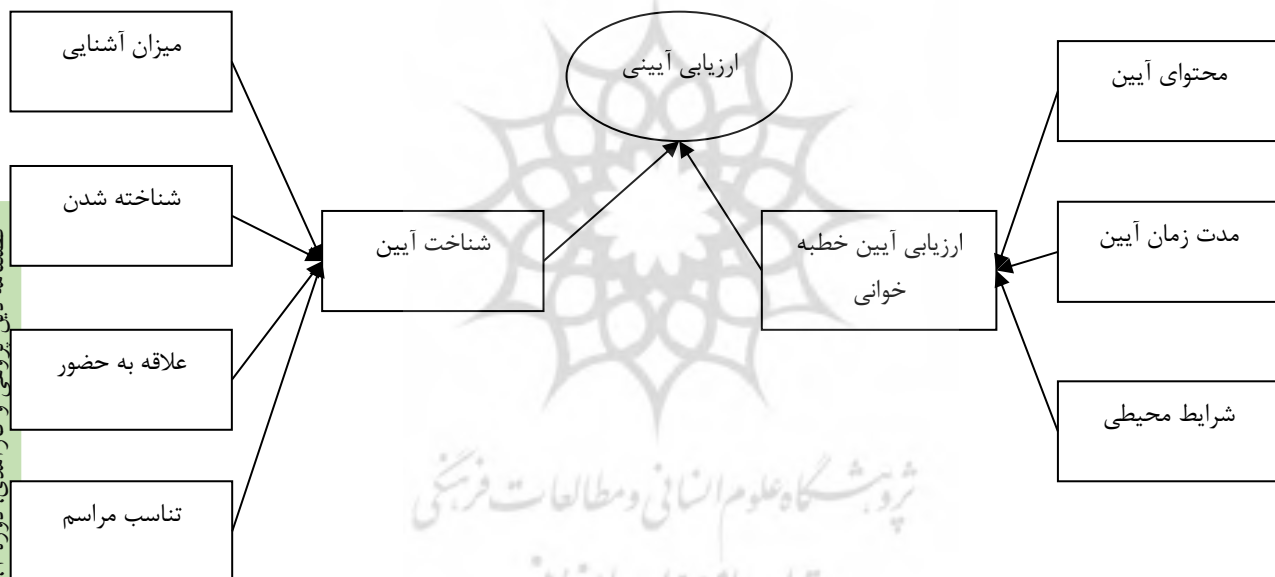 ارزیابی آیینی
محتوای آیین
مدت زمان آیین
شرایط محیطی
ارزیابی آیین خطبه
خوانی
شناخت آیین
میزان آشنایی
شناخته شدن
علاقه به حضور
تناسب مراسم
پژوهشگاه علوم انسانی و مطالعات فرهنگی